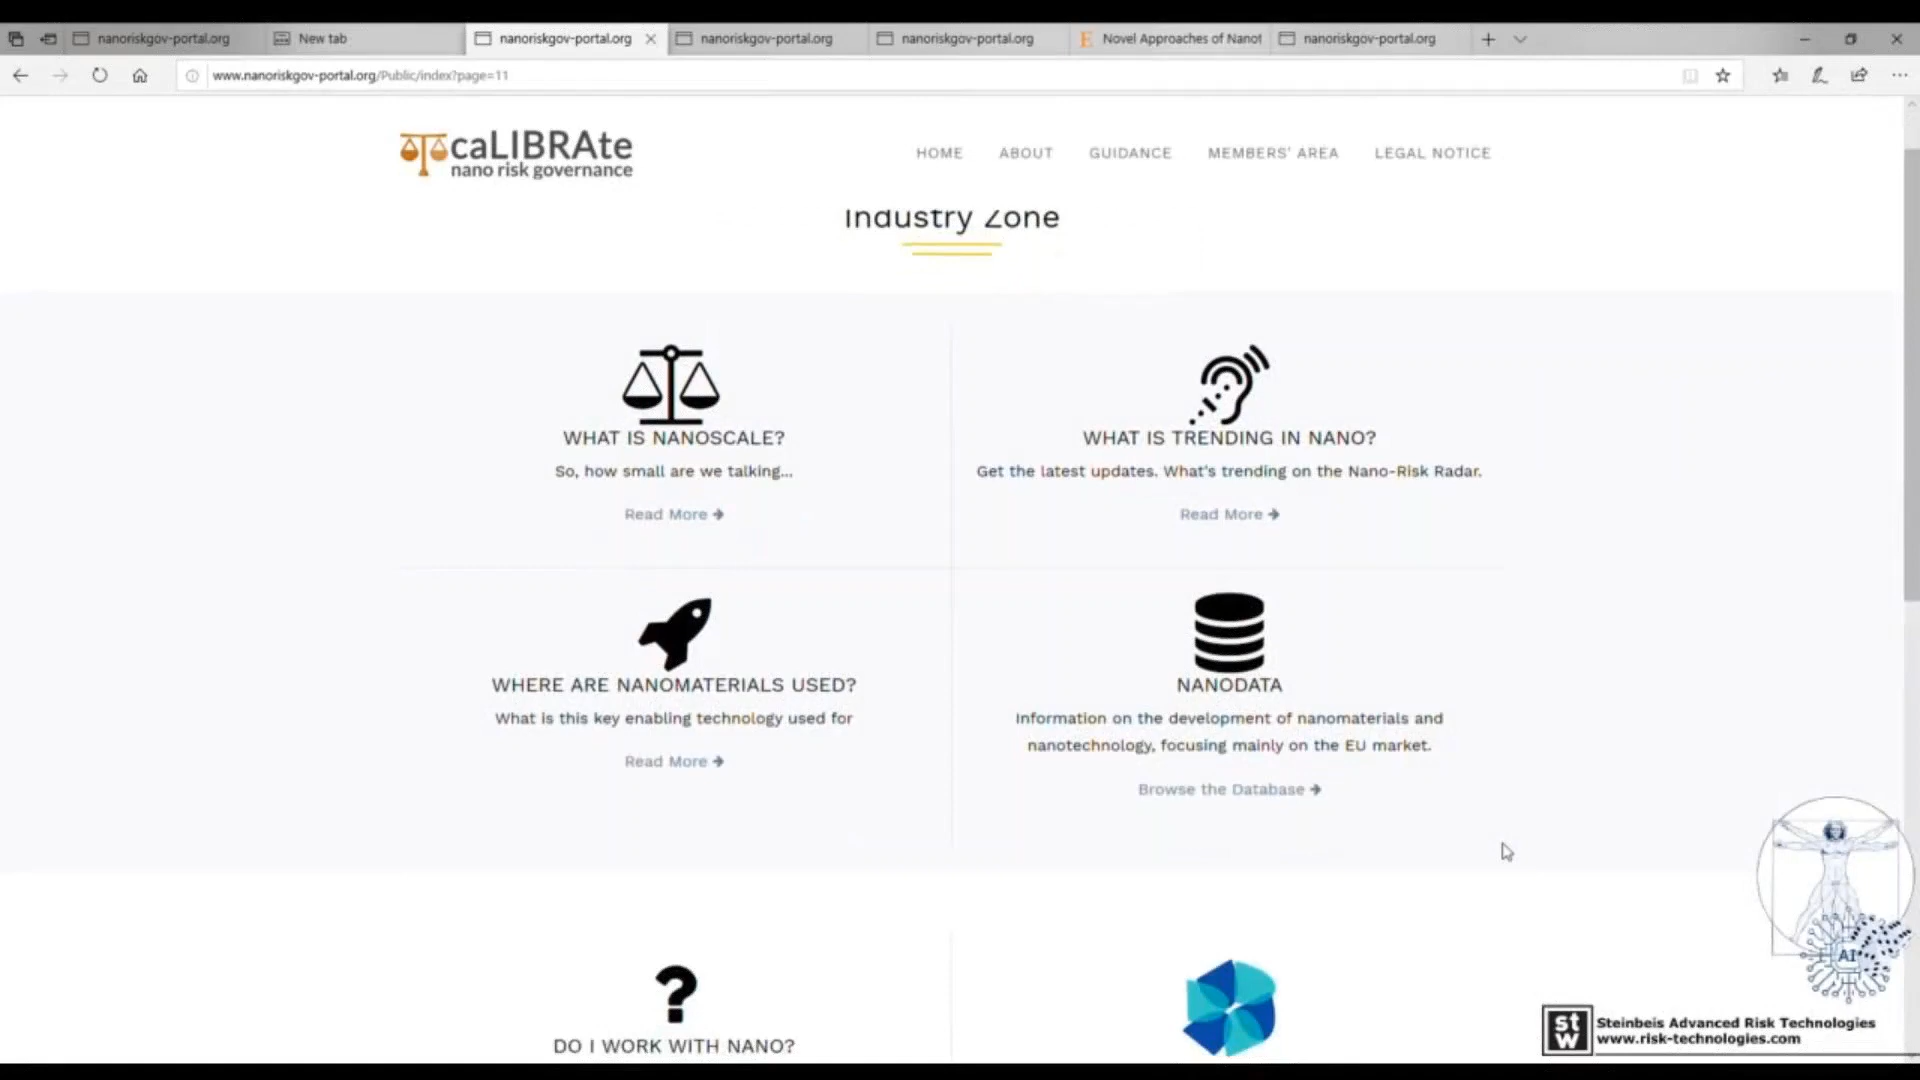 nanoriskgov-portal.org
New tab
nanoriskgov-portal.org
nanoriskgov-portal.org
nanoriskgov-portal.org
Novel Approaches of Nanot
nanoriskgov-portal.org
www.nanoriskgov-portal.org/Public/index?page=11
caLIBRAte
nano risk governance
HOME
ABOUT
GUIDANCE
MEMBERS' AREA
LEGAL NOTICE
Industry Zone
WHAT IS NANOSCALE?
So, how small are we talking...
Read More
WHAT IS TRENDING IN NANO?
Get the latest updates. What's trending on the Nano-Risk Radar.
Read More
WHERE ARE NANOMATERIALS USED?
What is this key enabling technology used for
Read More
NANODATA
Information on the development of nanomaterials and
nanotechnology, focusing mainly on the EU market.
Browse the Database
DO I WORK WITH NANO?
AI
st
w
Steinbeis Advanced Risk Technologies
www.risk-technologies.com